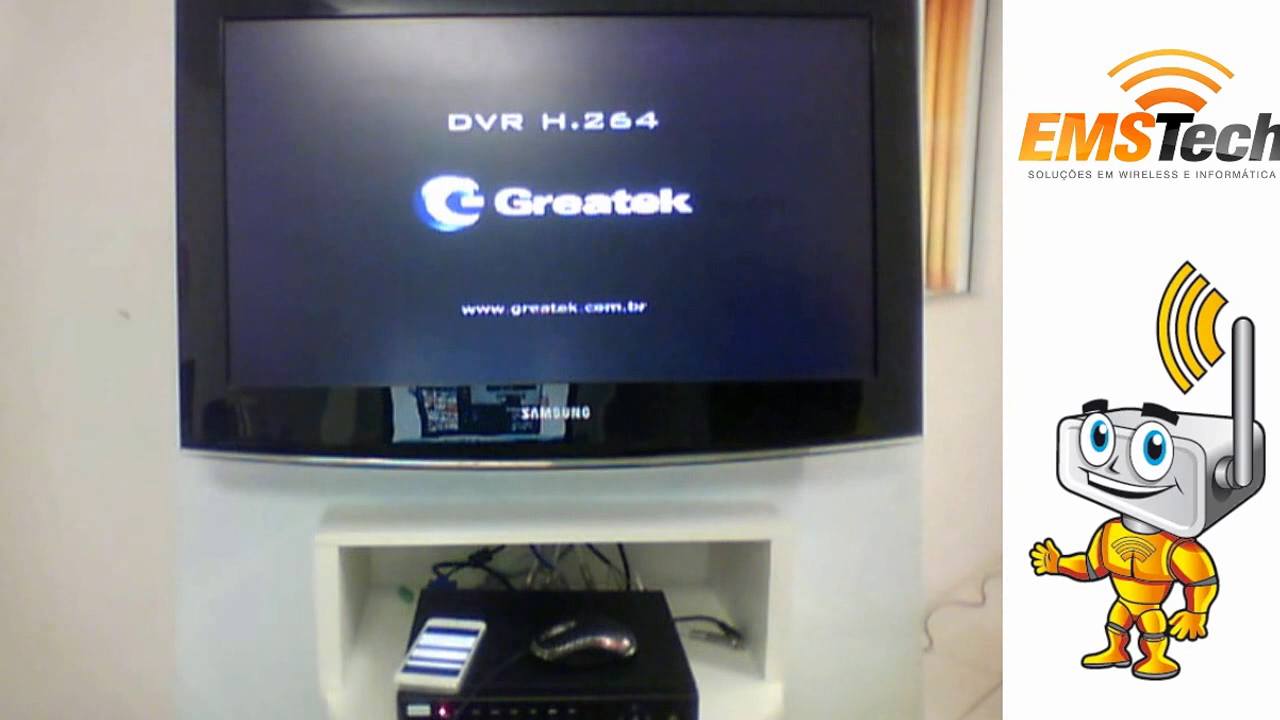 DVR H.264
Greatek
www.greatek.com.br
SAMSUNG
EMSTech
SOLUÇÕES EM WIRELESS E INFORMÁTICA